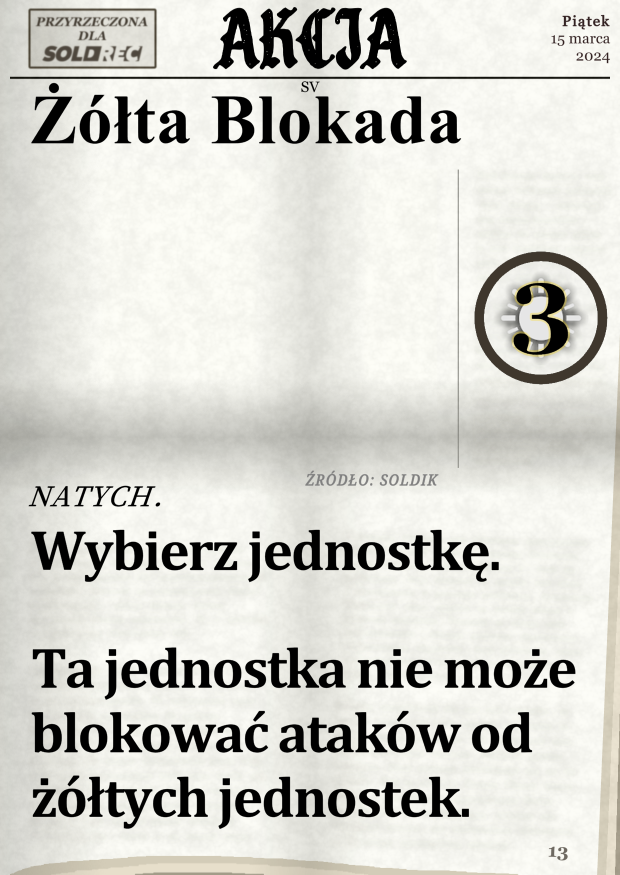 PRZYRZECZONA
DLA
SOLDREC
AKCJA
Piątek
15 marca
2024
SV
Żółta Blokada
3
ŹRÓDŁO: SOLDIK
NATYCH.
Wybierz jednostkę.
Ta jednostka nie może
blokować ataków od
żółtych jednostek.
13